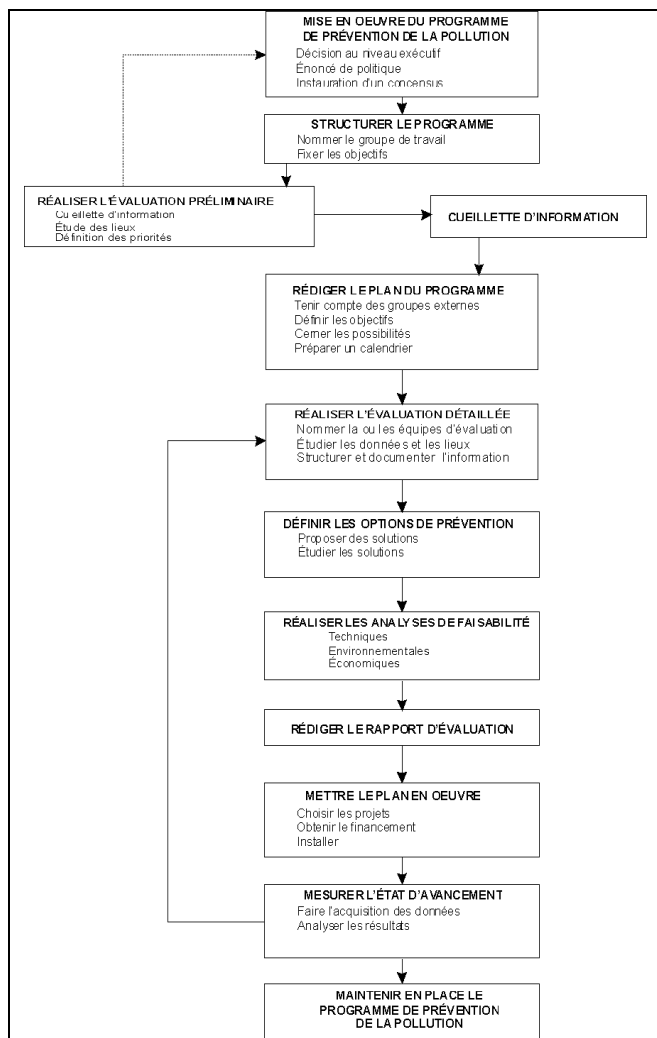 MISE EN OEUVRE DU PROGRAMME
DE PRÉVENTION DE LA POLLUTION
Décision au niveau exécutif
Énoncé de politique
Instauration d'un concensus
STRUCTURER LE PROGRAMME
Nommer le groupe de travail
Fixer les objectifs
RÉALISER L'ÉVALUATION PRÉLIMINAIRE
Cueillette d'information
Étude des lieux
Définition des priorités
CUEILLETTE D'INFORMATION
RÉDIGER LE PLAN DU PROGRAMME
Tenir compte des groupes externes
Définir les objectifs
Cerner les possibilités
Préparer un calendrier
RÉALISER L'ÉVALUATION DÉTAILLÉE
Nommer la ou les équipes d'évaluation
Étudier les données et les lieux
Structurer et documenter l'information
DÉFINIR LES OPTIONS DE PRÉVENTION
Proposer des solutions
Étudier les solutions
RÉALISER LES ANALYSES DE FAISABILITÉ
Techniques
Environnementales
Économiques
RÉDIGER LE RAPPORT D'ÉVALUATION
METTRE LE PLAN EN OEUVRE
Choisir les projets
Obtenir le financement
Installer
MESURER L'ÉTAT D'AVANCEMENT
Faire l'acquisition des données
Analyser les résultats
MAINTENIR EN PLACE LE
PROGRAMME DE PRÉVENTION
DE LA POLLUTION